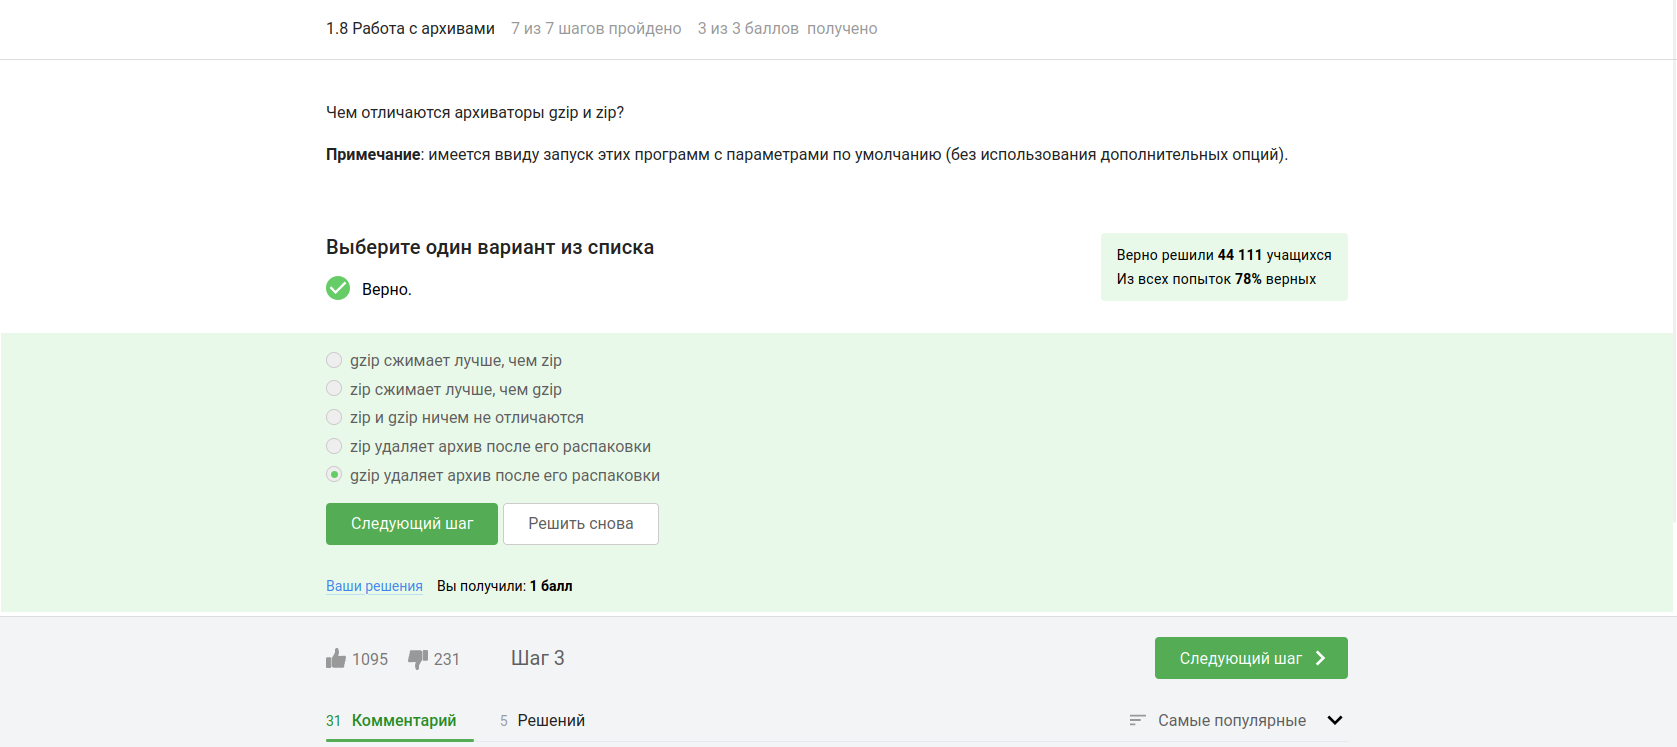 1.8 Работа с архивами 7 из 7 шагов пройдено 3 из 3 баллов получено
Чем отличаются архиваторы gzip и zip?
Примечание: имеется ввиду запуск этих программ с параметрами по умолчанию (без использования дополнительных опций).
Выберите один вариант из списка
Верно.
Верно решили 44 111 учащихся
Из всех попыток 78% верных
gzip сжимает лучше, чем zip
zip сжимает лучше, чем gzip
zip и gzip ничем не отличаются
zip удаляет архив после его распаковки
gzip удаляет архив после его распаковки
Следующий шаг Решить снова
Ваши решения Вы получили: 1 балл
1095 231 Шаг 3 Следующий шаг
31 Комментарий 5 Решений Самые популярные